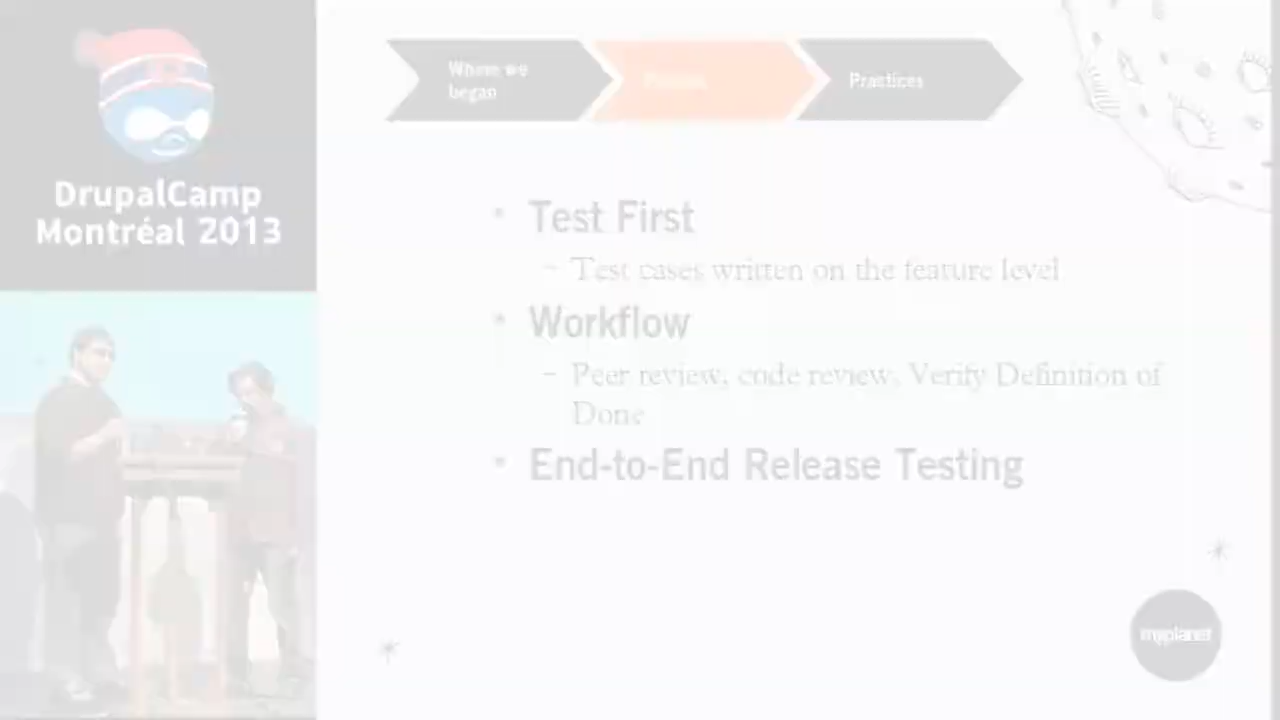 DrupalCamp
Montréal 2013
Where we
began
Process
Practices
• Test First
– Test cases written on the feature level
• Workflow
– Peer review, code review, Verify Definition of
Done
• End-to-End Release Testing
myplanet